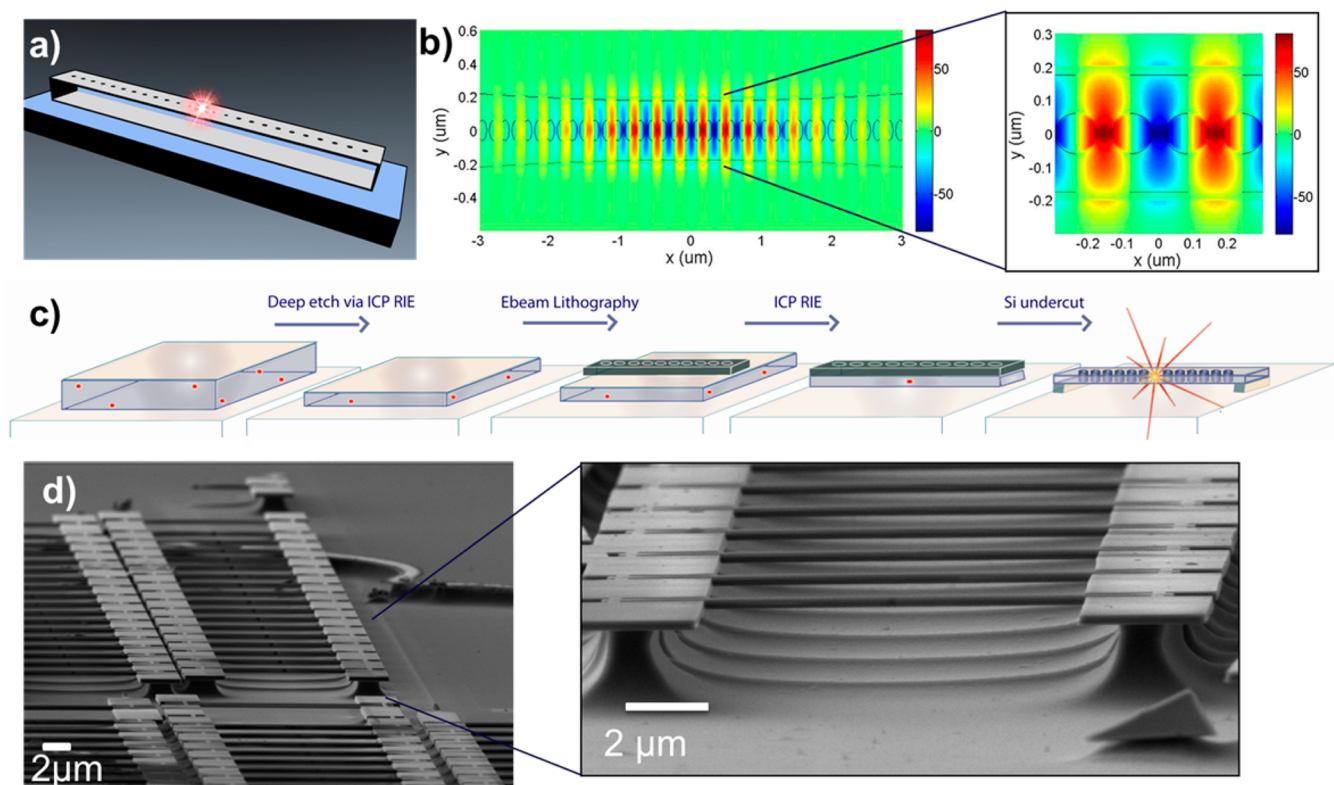 a)
b)
0.6
0.4
0.2
0
-0.2
-0.4
y (um)
-3
-2
-1
0
1
2
3
x (um)
50
0
-50
0.3
0.2
0.1
0
-0.1
-0.2
y (um)
-0.2
-0.1
0
0.1
0.2
x (um)
50
0
-50
c)
Deep etch via ICP RIE
Ebeam Lithography
ICP RIE
Si undercut
d)
2μm
2 μm